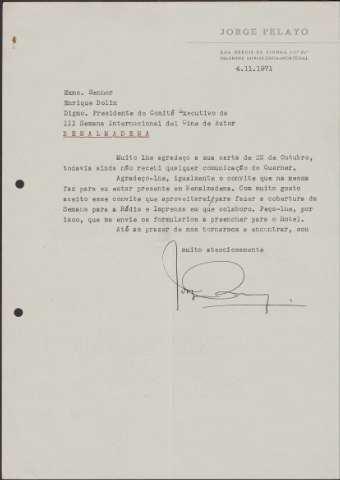 JORGE PELAYO
4.11.1971
Exmo. Senhor
Enrique Dolim
Digmo. Presidente do Comité Executivo da
III Semana Internacional del Cine de Autor
BENALMADENA
Muito lhe agradeço a sua carta de 22 de Outubro,
todavia ainda não recebi qualquer comunicação do Guarner.
Agradeço-lhe, igualmente o convite que na mesma
faz para eu estar presente em Benalmadena. Com muito gosto
aceito esse convite que aproveitarei para fazer a cobertura da
Semana para a Rádio e Imprensa em que colaboro. Peço-lhe, por
isso, que me envie os formulários a preencher para o Hotel.
Até ao prazer de nos tornarmos a encontrar, sou
muito atenciosamente